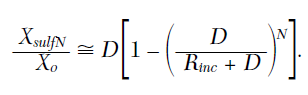 X_sulfN / X_o ≅ D[1 − (D / (R_inc + D))^N].